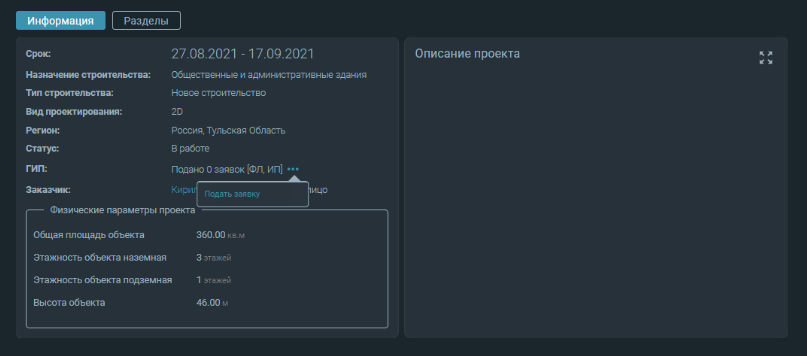 Информация Разделы
Срок: 27.08.2021 - 17.09.2021
Назначение строительства: Общественные и административные здания
Тип строительства: Новое строительство
Вид проектирования: 2D
Регион: Россия, Тульская Область
Статус: В работе
ГИП: Подано 0 заявок [ФЛ, ИП] •••
Заказчик:
Подать заявку
Физические параметры проекта
Общая площадь объекта 360.00 кв.м
Этажность объекта наземная 3 этажей
Этажность объекта подземная 1 этажей
Высота объекта 46.00 м
Описание проекта